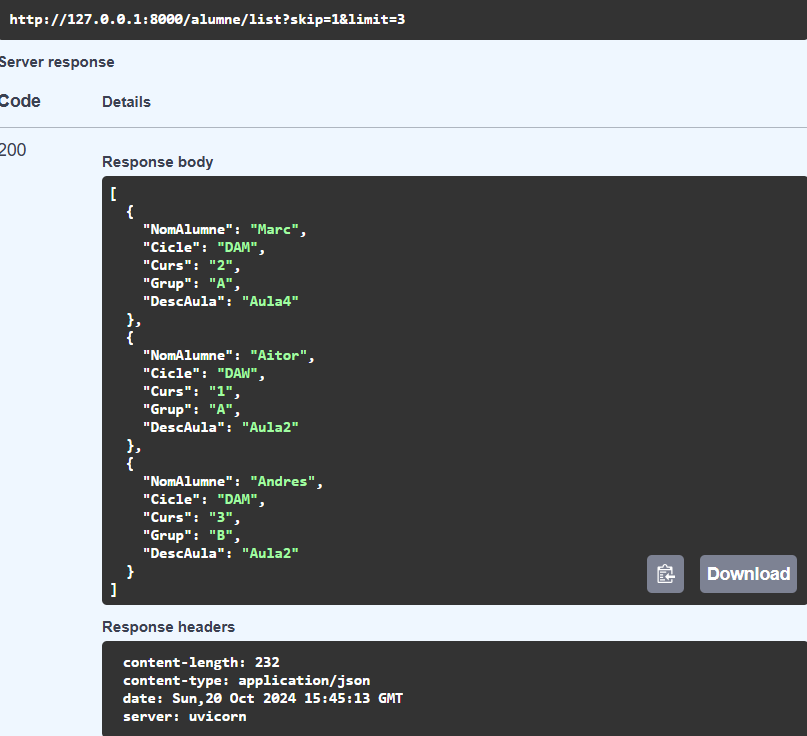 http://127.0.0.1:8000/alumne/list?skip=1&limit=3
Server response
Code Details
200
Response body
[
  {
    "NomAlumne": "Marc",
    "Cicle": "DAM",
    "Curs": "2",
    "Grup": "A",
    "DescAula": "Aula4"
  },
  {
    "NomAlumne": "Aitor",
    "Cicle": "DAW",
    "Curs": "1",
    "Grup": "A",
    "DescAula": "Aula2"
  },
  {
    "NomAlumne": "Andres",
    "Cicle": "DAM",
    "Curs": "3",
    "Grup": "B",
    "DescAula": "Aula2"
  }
]
Download
Response headers
content-length: 232
content-type: application/json
date: Sun,20 Oct 2024 15:45:13 GMT
server: uvicorn